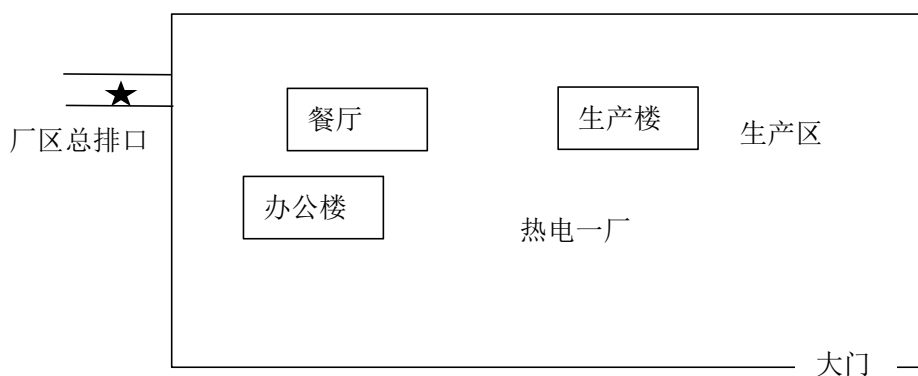 餐厅
生产楼
生产区
厂区总排口
办公楼
热电一厂
大门